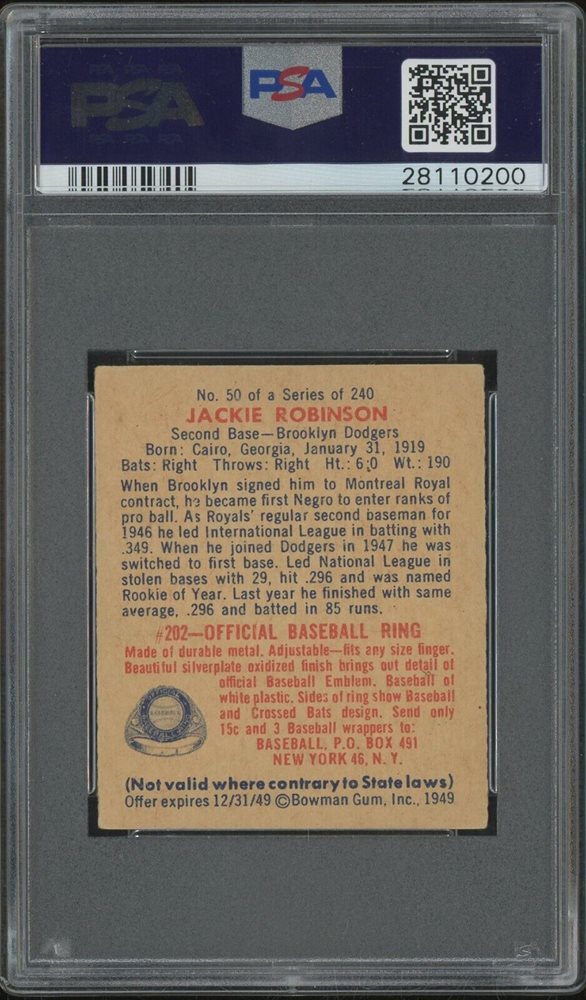 PSA
PSA
28110200
No. 50 of a Series of 240
JACKIE ROBINSON
Second Base—Brooklyn Dodgers
Born: Cairo, Georgia, January 31, 1919
Bats: Right Throws: Right Ht.: 6;0 Wt.: 190
When Brooklyn signed him to Montreal Royal
contract, he became first Negro to enter ranks of
pro ball. As Royals' regular second baseman for
1946 he led International League in batting with
.349. When he joined Dodgers in 1947 he was
switched to first base. Led National League in
stolen bases with 29, hit .296 and was named
Rookie of Year. Last year he finished with same
average, .296 and batted in 85 runs.
#202—OFFICIAL BASEBALL RING
Made of durable metal. Adjustable—fits any size finger.
Beautiful silverplate oxidized finish brings out detail of
official Baseball Emblem. Baseball of
white plastic. Sides of ring show Baseball
and Crossed Bats design. Send only
15c and 3 Baseball wrappers to:
BASEBALL, P.O. BOX 491
NEW YORK 46, N. Y.
(Not valid where contrary to State laws)
Offer expires 12/31/49 ©Bowman Gum, Inc., 1949